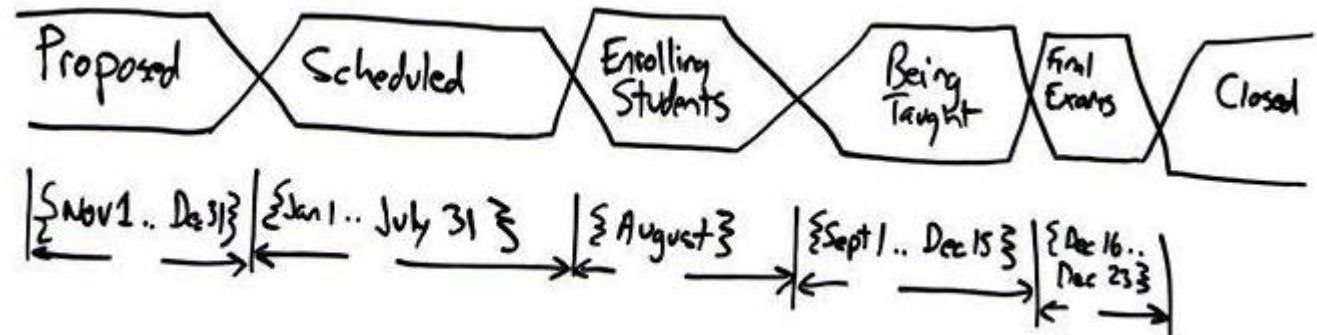 Proposed
Scheduled
Enrolling
Students
Being
Taught
Final
Exams
Closed
{Nov 1 .. Dec 31}
{Jan 1 .. July 31}
{August}
{Sept 1 .. Dec 15}
{Dec 16 ..
Dec 23}